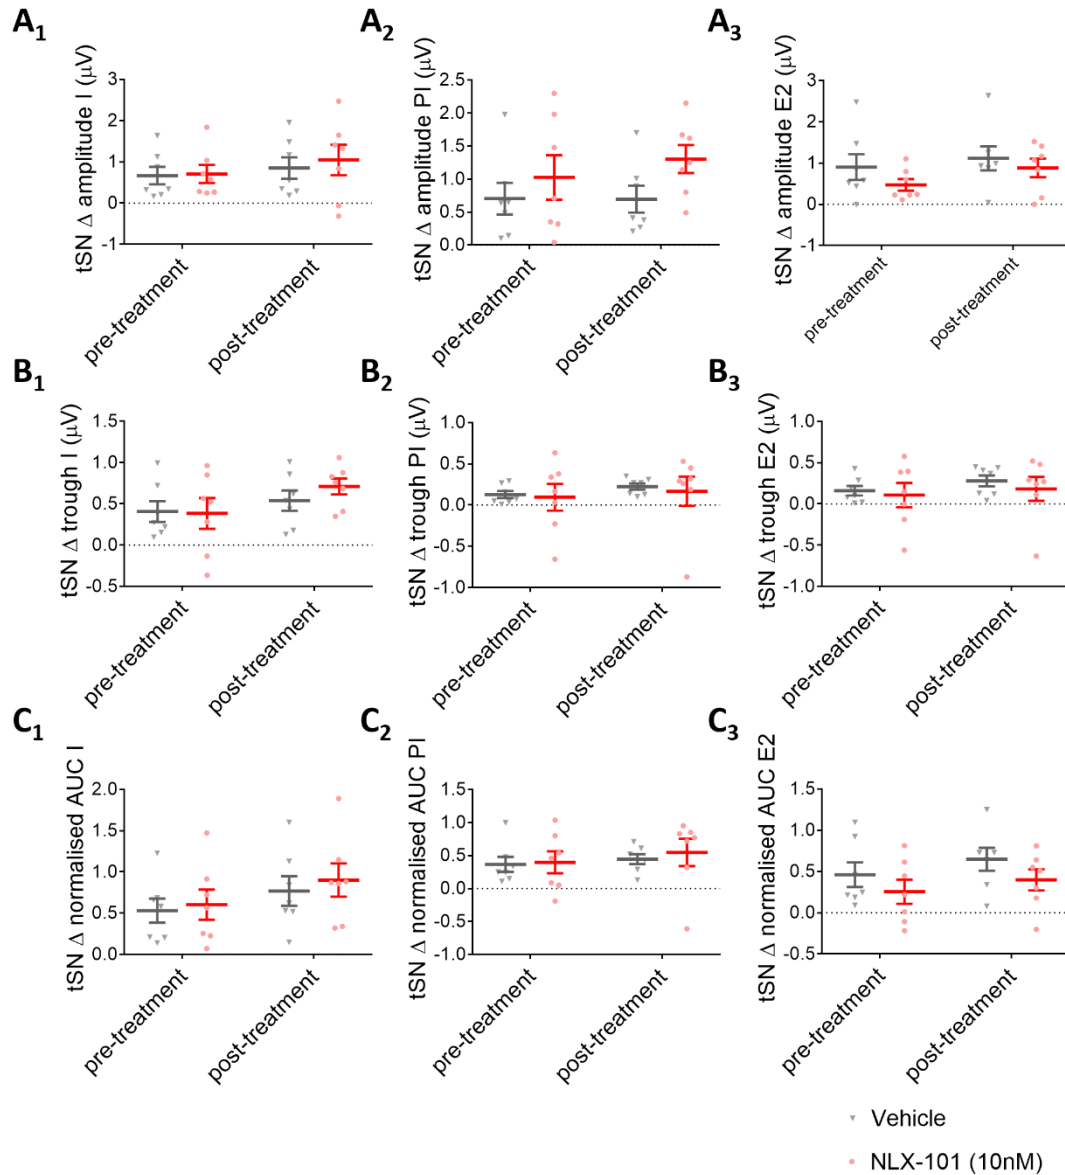 A1
tSN Δ amplitude I (μV)
3
2
1
0
-1
pre-treatment
post-treatment
A2
tSN Δ amplitude PI (μV)
2.5
2.0
1.5
1.0
0.5
0.0
pre-treatment
post-treatment
A3
tSN Δ amplitude E2 (μV)
3
2
1
0
-1
pre-treatment
post-treatment
B1
tSN Δ trough I (μV)
1.5
1.0
0.5
0.0
-0.5
pre-treatment
post-treatment
B2
tSN Δ trough PI (μV)
1.0
0.5
0.0
-0.5
-1.0
pre-treatment
post-treatment
B3
tSN Δ trough E2 (μV)
1.0
0.5
0.0
-0.5
-1.0
pre-treatment
post-treatment
C1
tSN Δ normalised AUC I
2.0
1.5
1.0
0.5
0.0
pre-treatment
post-treatment
C2
tSN Δ normalised AUC PI
1.5
1.0
0.5
0.0
-0.5
-1.0
pre-treatment
post-treatment
C3
tSN Δ normalised AUC E2
1.5
1.0
0.5
0.0
-0.5
pre-treatment
post-treatment
Vehicle
NLX-101 (10nM)